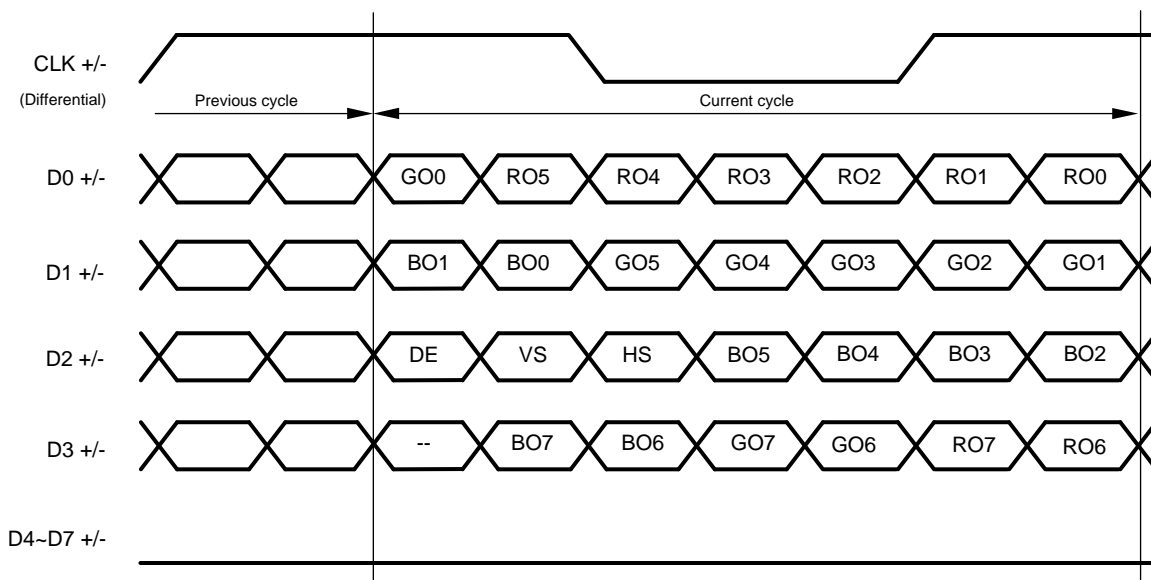 CLK +/-
(Differential)
Previous cycle
Current cycle
D0 +/-
GO0 RO5 RO4 RO3 RO2 RO1 RO0
D1 +/-
BO1 BO0 GO5 GO4 GO3 GO2 GO1
D2 +/-
DE VS HS BO5 BO4 BO3 BO2
D3 +/-
-- BO7 BO6 GO7 GO6 RO7 RO6
D4~D7 +/-